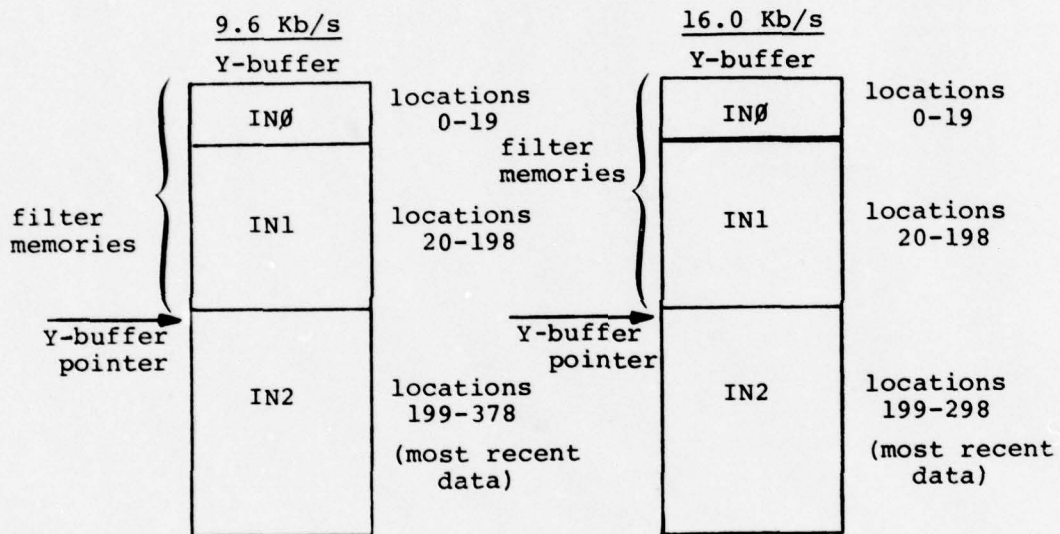 9.6 Kb/s
Y-buffer
INØ
locations
0-19
filter
memories
IN1
locations
20-198
Y-buffer
pointer
IN2
locations
199-378
(most recent
data)
16.0 Kb/s
Y-buffer
INØ
locations
0-19
filter
memories
IN1
locations
20-198
Y-buffer
pointer
IN2
locations
199-298
(most recent
data)